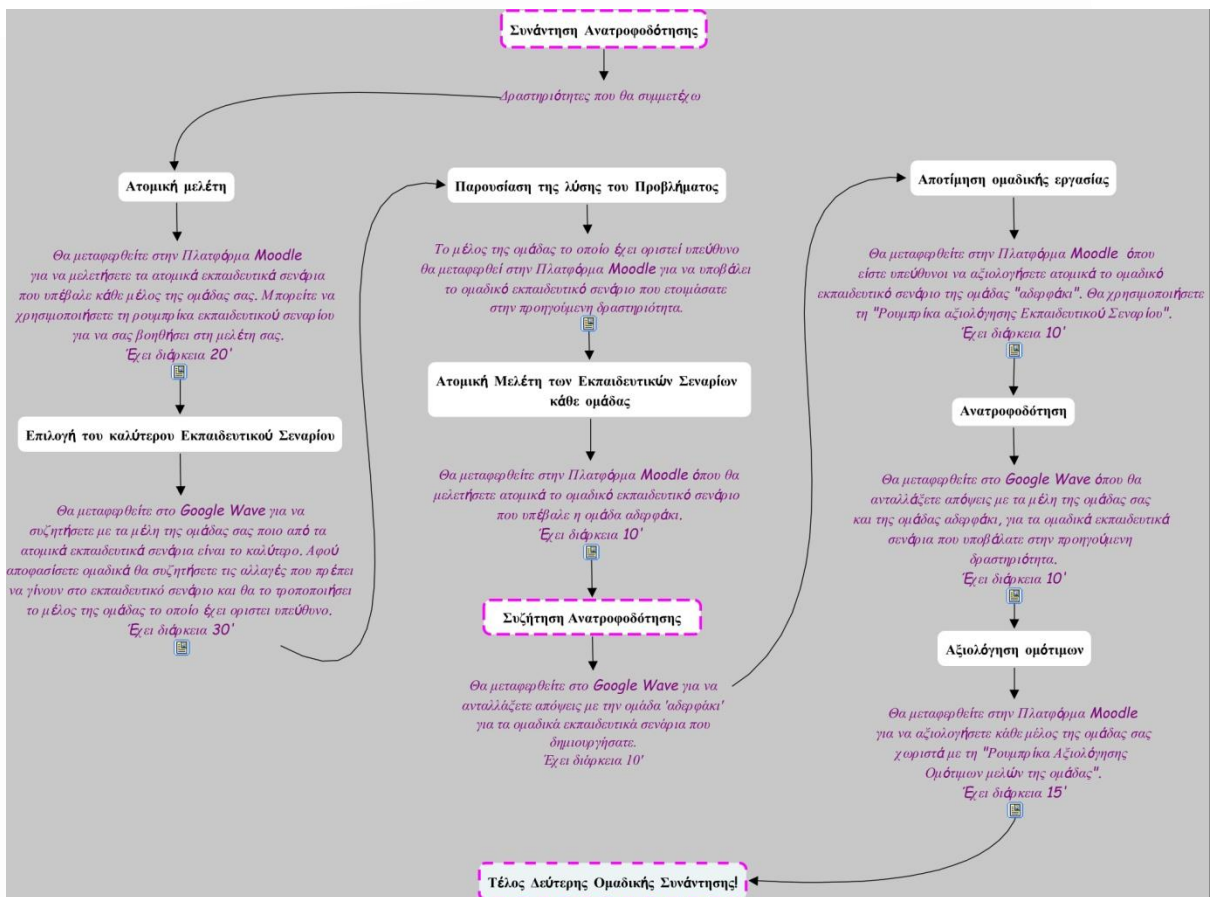 Συνάντηση Ανατροφοδότησης
Δραστηριότητες που θα συμμετέχω
Ατομική μελέτη
Θα μεταφερθείτε στην Πλατφόρμα Moodle
για να μελετήσετε τα ατομικά εκπαιδευτικά σενάρια
που υπέβαλε κάθε μέλος της ομάδας σας. Μπορείτε να
χρησιμοποιήσετε τη ρουμπρίκα εκπαιδευτικού σεναρίου
για να σας βοηθήσει στη μελέτη σας.
Έχει διάρκεια 20'
Επιλογή του καλύτερου Εκπαιδευτικού Σεναρίου
Θα μεταφερθείτε στο Google Wave για να
συζητήσετε με τα μέλη της ομάδας σας ποιο από τα
ατομικά εκπαιδευτικά σενάρια είναι το καλύτερο. Αφού
αποφασίσετε ομαδικά θα συζητήσετε τις αλλαγές που πρέπει
να γίνουν στο εκπαιδευτικό σενάριο και θα το τροποποιήσει
το μέλος της ομάδας το οποίο έχει οριστει υπεύθυνο.
Έχει διάρκεια 30'
Παρουσίαση της λύσης του Προβλήματος
Το μέλος της ομάδας το οποίο έχει οριστεί υπεύθυνο
θα μεταφερθεί στην Πλατφόρμα Moodle για να υποβάλει
το ομαδικό εκπαιδευτικό σενάριο που ετοιμάσατε
στην προηγούμενη δραστηριότητα.
Ατομική Μελέτη των Εκπαιδευτικών Σεναρίων
κάθε ομάδας
Θα μεταφερθείτε στην Πλατφόρμα Moodle όπου θα
μελετήσετε ατομικά το ομαδικό εκπαιδευτικό σενάριο
που υπέβαλε η ομάδα αδερφάκι.
Έχει διάρκεια 10'
Συζήτηση Ανατροφοδότησης
Θα μεταφερθείτε στο Google Wave για να
ανταλλάξετε απόψεις με την ομάδα 'αδερφάκι'
για τα ομαδικά εκπαιδευτικά σενάρια που
δημιουργήσατε.
Έχει διάρκεια 10'
Αποτίμηση ομαδικής εργασίας
Θα μεταφερθείτε στην Πλατφόρμα Moodle όπου
είστε υπεύθυνοι να αξιολογήσετε ατομικά το ομαδικό
εκπαιδευτικό σενάριο της ομάδας "αδερφάκι". Θα χρησιμοποιήσετε
τη "Ρουμπρίκα αξιολόγησης Εκπαιδευτικού Σεναρίου".
Έχει διάρκεια 10'
Ανατροφοδότηση
Θα μεταφερθείτε στο Google Wave όπου θα
ανταλλάξετε απόψεις με τα μέλη της ομάδας σας
και της ομάδας αδερφάκι, για τα ομαδικά εκπαιδευτικά
σενάρια που υποβάλατε στην προηγούμενη
δραστηριότητα.
Έχει διάρκεια 10'
Αξιολόγηση ομότιμων
Θα μεταφερθείτε στην Πλατφόρμα Moodle
για να αξιολογήσετε κάθε μέλος της ομάδας σας
χωριστά με τη "Ρουμπρίκα Αξιολόγησης
Ομότιμων μελών της ομάδας".
Έχει διάρκεια 15'
Τέλος Δεύτερης Ομαδικής Συνάντησης!